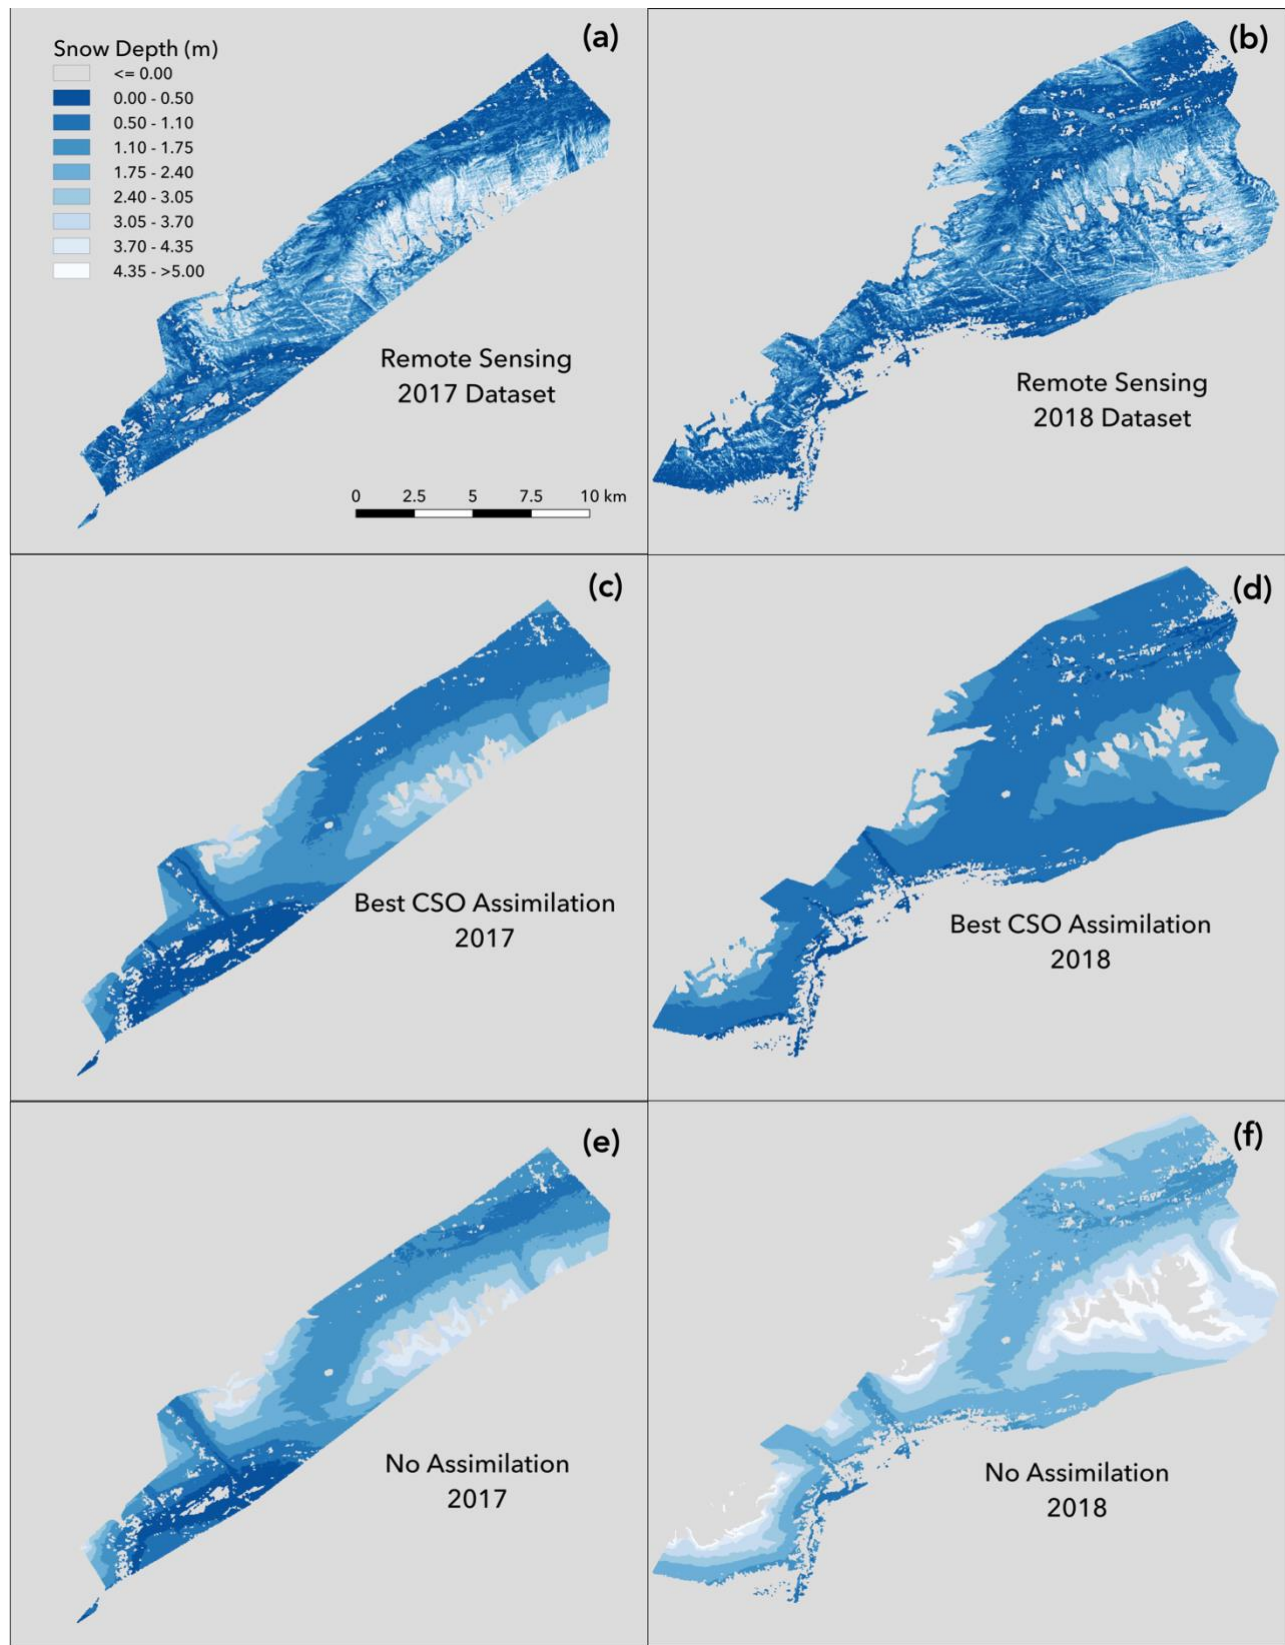 (a)
Snow Depth (m)
<= 0.00
0.00 - 0.50
0.50 - 1.10
1.10 - 1.75
1.75 - 2.40
2.40 - 3.05
3.05 - 3.70
3.70 - 4.35
4.35 - >5.00
Remote Sensing
2017 Dataset
0 2.5 5 7.5 10 km
(b)
Remote Sensing
2018 Dataset
(c)
Best CSO Assimilation
2017
(d)
Best CSO Assimilation
2018
(e)
No Assimilation
2017
(f)
No Assimilation
2018